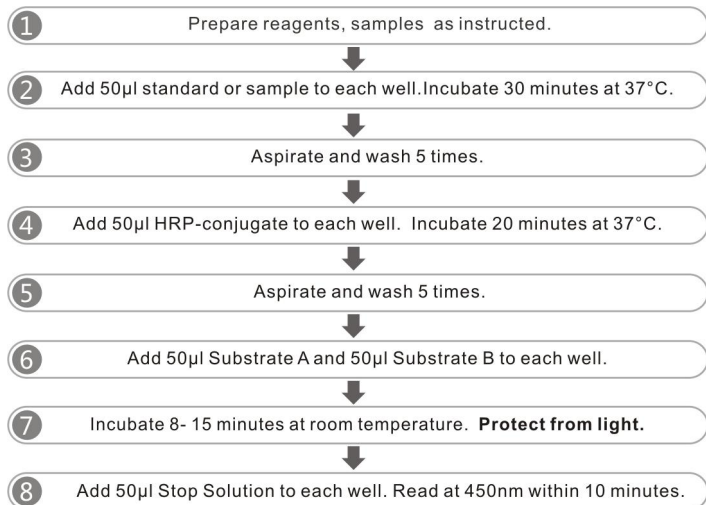 1 Prepare reagents, samples as instructed.
2 Add 50µl standard or sample to each well.Incubate 30 minutes at 37°C.
3 Aspirate and wash 5 times.
4 Add 50µl HRP-conjugate to each well. Incubate 20 minutes at 37°C.
5 Aspirate and wash 5 times.
6 Add 50µl Substrate A and 50µl Substrate B to each well.
7 Incubate 8- 15 minutes at room temperature. Protect from light.
8 Add 50µl Stop Solution to each well. Read at 450nm within 10 minutes.